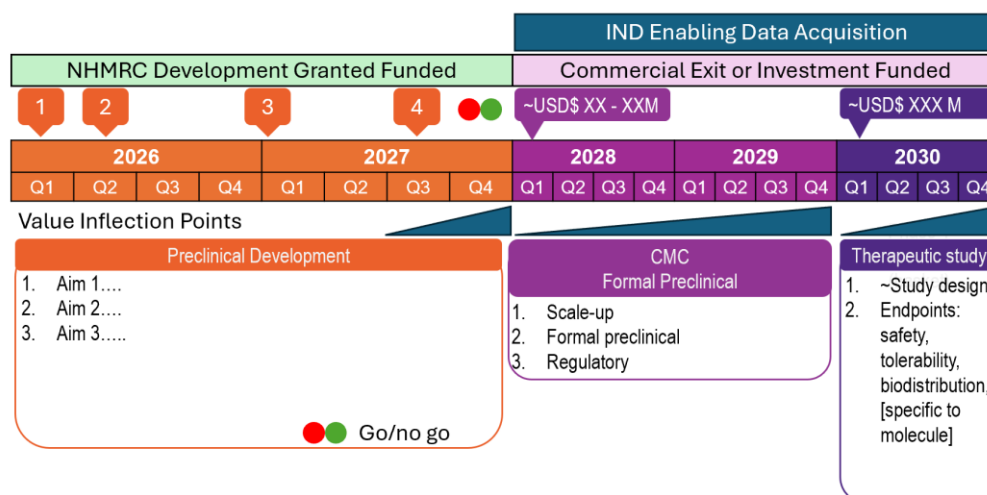 IND Enabling Data Acquisition
NHMRC Development Granted Funded
Commercial Exit or Investment Funded
1
2
3
4
~USD$ XX - XXM
~USD$ XXX M
2026
2027
2028
2029
2030
Q1 Q2 Q3 Q4 Q1 Q2 Q3 Q4 Q1 Q2 Q3 Q4 Q1 Q2 Q3 Q4 Q1 Q2 Q3 Q4
Value Inflection Points
Preclinical Development
1. Aim 1….
2. Aim 2….
3. Aim 3…..
Go/no go
CMC
Formal Preclinical
1. Scale-up
2. Formal preclinical
3. Regulatory
Therapeutic study
1. ~Study design
2. Endpoints:
safety,
tolerability,
biodistribution,
[specific to
molecule]